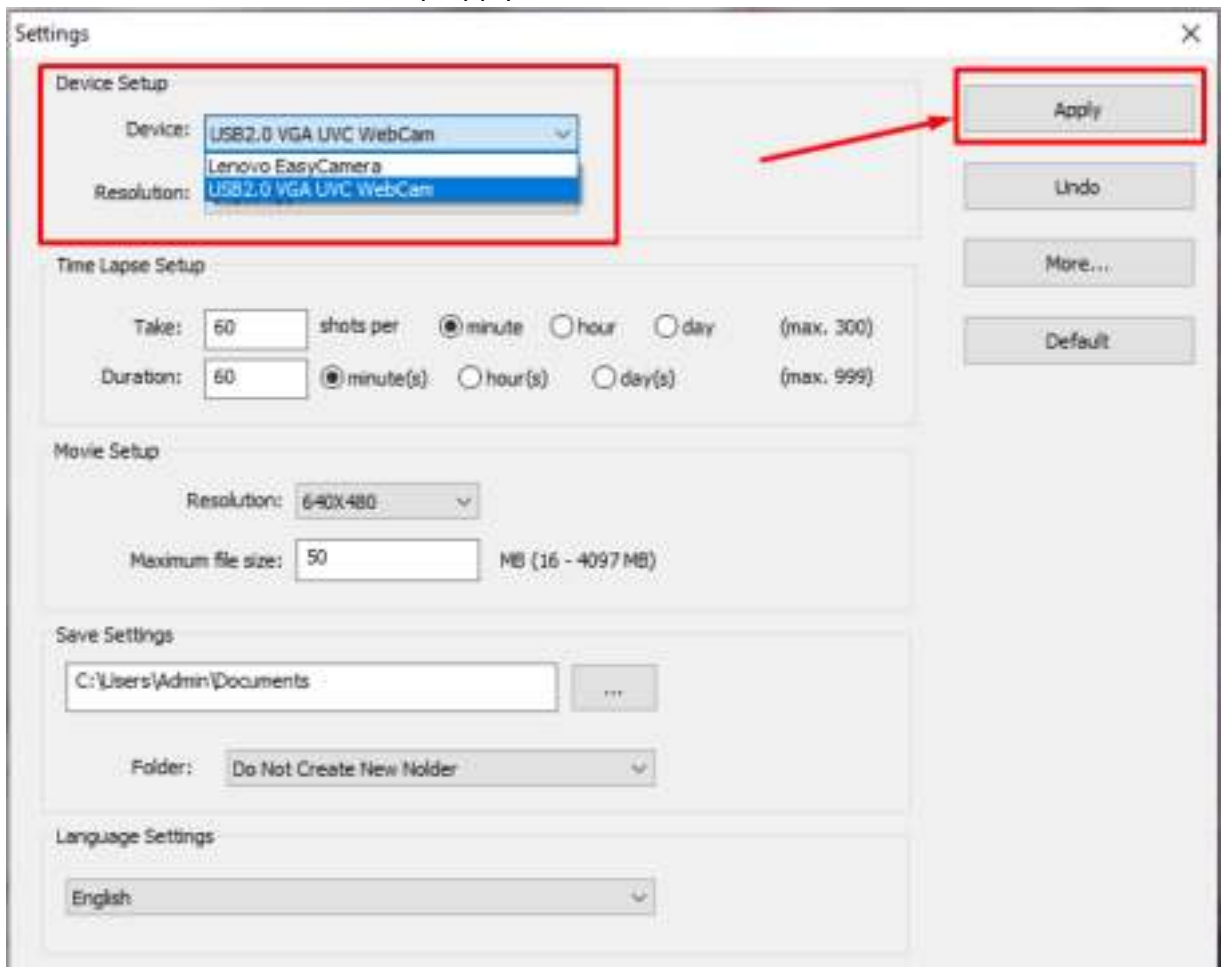 Settings
Device Setup
Device: USB2.0 VGA UVC WebCam
Lenovo EasyCamera
Resolution: USB2.0 VGA UVC WebCam
Apply
Undo
More...
Default
Time Lapse Setup
Take: 60 shots per minute hour day (max. 300)
Duration: 60 minute(s) hour(s) day(s) (max. 999)
Movie Setup
Resolution: 640X480
Maximum file size: 50 MB (16 - 4097 MB)
Save Settings
C:\Users\Admin\Documents ...
Folder: Do Not Create New Nolder
Language Settings
English